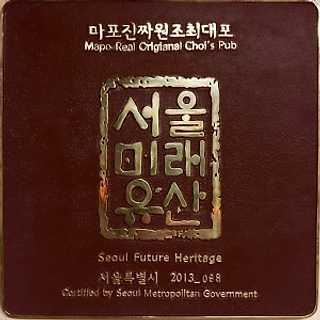 마포진짜원조최대포
Mapo Real Origianal Choi's Pub
서울
미래
유산
Seoul Future Heritage
서울특별시 2013_088
Certified by Seoul Metropolitan Government